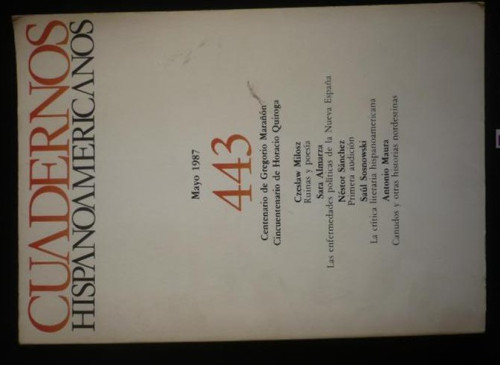 CUADERNOS
HISPANOAMERICANOS
Mayo 1987
443
Centenario de Gregorio Marañón
Cincuentenario de Horacio Quiroga
Czeslaw Milosz
Ruinas y poesía
Sara Almarza
Las enfermedades políticas de la Nueva España
Néstor Sánchez
Primera audición
Saúl Sosnowski
La crítica literaria hispanoamericana
Antonio Maura
Canudos y otras historias nordestinas